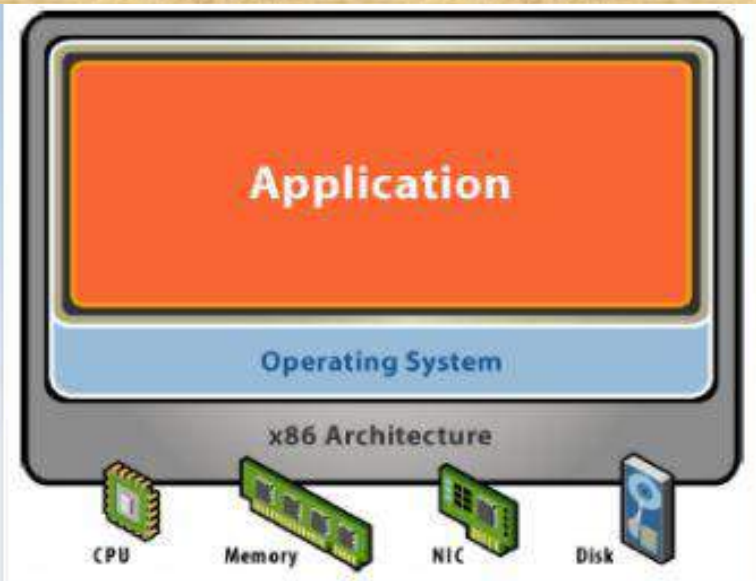 Application
Operating System
x86 Architecture
CPU
Memory
NIC
Disk